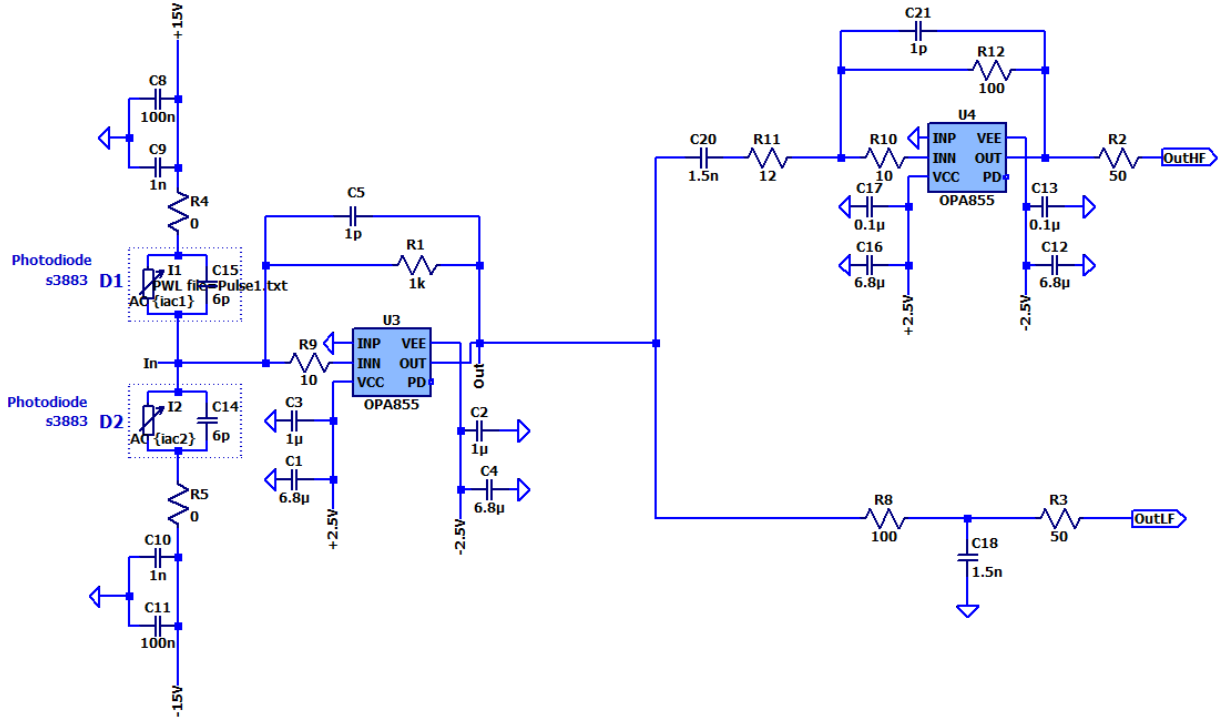 +15V
C8
100n
C9
1n
R4
0
Photodiode
s3883
D1
I1
PWL file=Pulse1.txt
AC {iac1}
C15
6p
In
Photodiode
s3883
D2
I2
AC {iac2}
C14
6p
R5
0
C10
1n
C11
100n
-15V
C5
1p
R1
1k
R9
10
U3
INP
VEE
INN
OUT
VCC
PD
OPA855
Out
C3
1µ
C1
6.8µ
+2.5V
C2
1µ
C4
6.8µ
-2.5V
C21
1p
R12
100
C20
1.5n
R11
12
R10
10
U4
INP
VEE
INN
OUT
VCC
PD
OPA855
R2
50
OutHF
C17
0.1µ
C16
6.8µ
+2.5V
C13
0.1µ
C12
6.8µ
-2.5V
R8
100
C18
1.5n
R3
50
OutLF